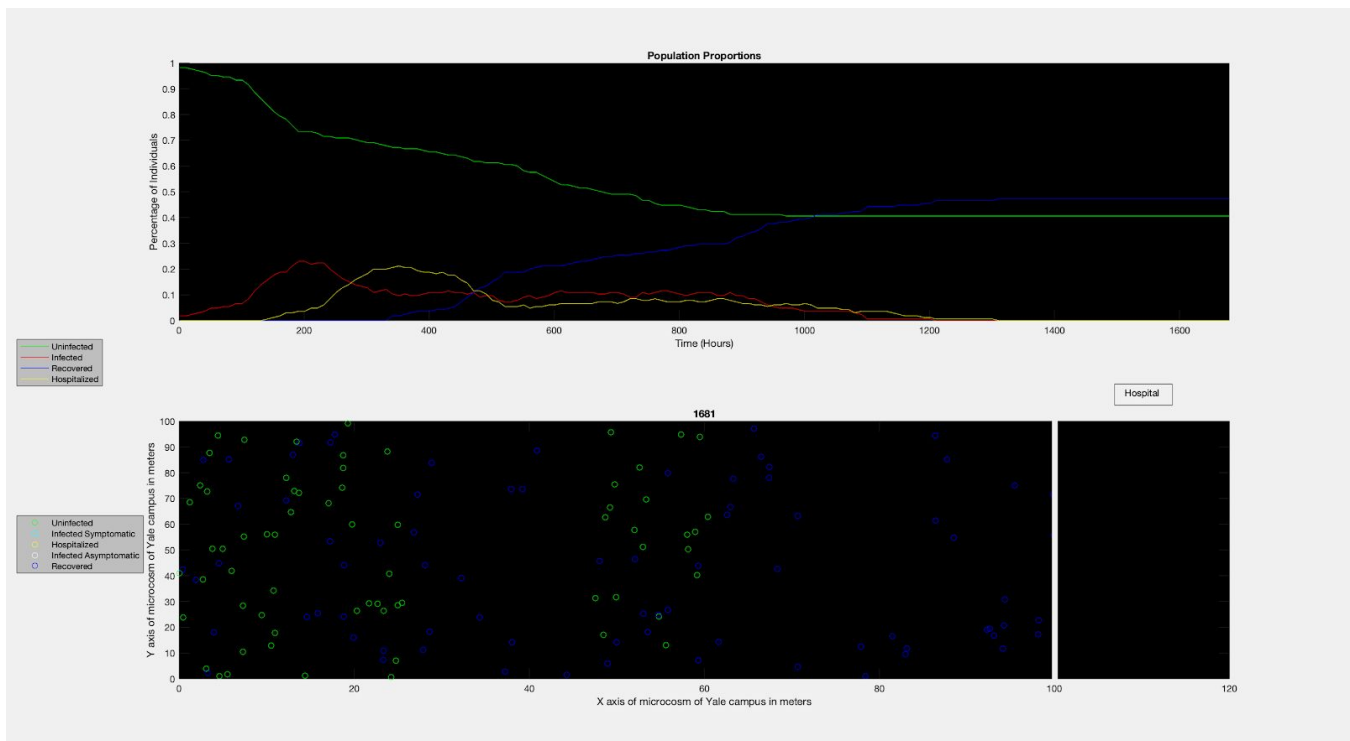 Population Proportions
1
0.9
0.8
0.7
0.6
0.5
0.4
0.3
0.2
0.1
0
Percentage of Individuals
0 200 400 600 800 1000 1200 1400 1600
Time (Hours)
Uninfected
Infected
Recovered
Hospitalized
Hospital
1681
100
90
80
70
60
50
40
30
20
10
0
Y axis of microcosm of Yale campus in meters
Uninfected
Infected Symptomatic
Hospitalized
Infected Asymptomatic
Recovered
0 20 40 60 80 100 120
X axis of microcosm of Yale campus in meters